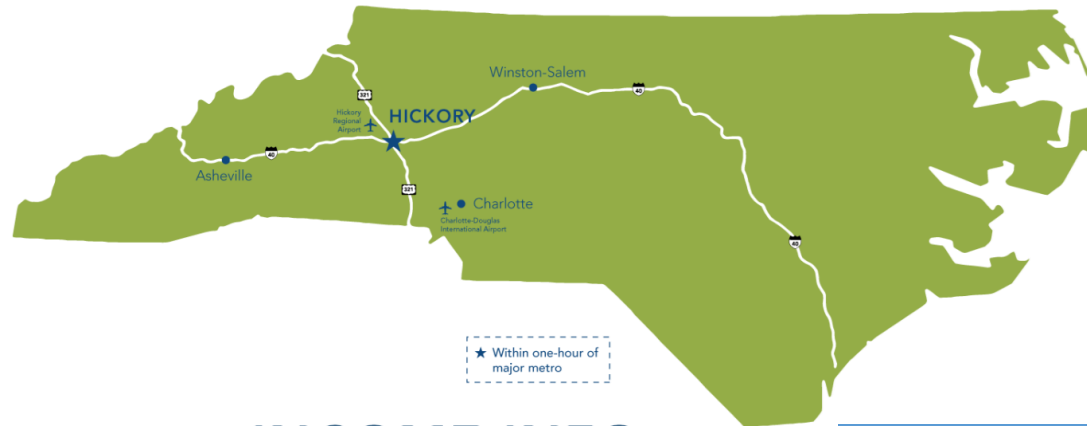 Winston-Salem
40
321
Hickory
Regional
Airport
HICKORY
40
Asheville
321
Charlotte
Charlotte-Douglas
International Airport
40
Within one-hour of
major metro